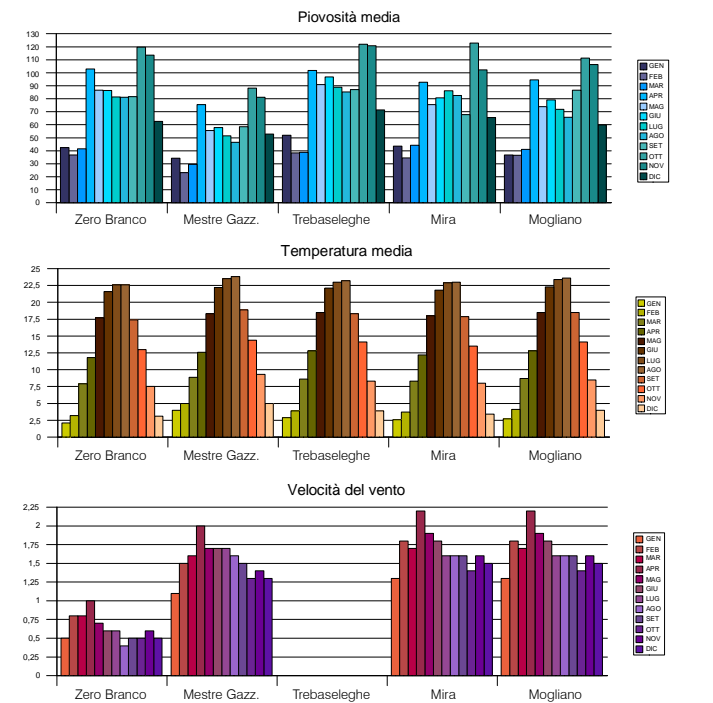 Piovosità media
130
120
110
100
90
80
70
60
50
40
30
20
10
0
Zero Branco Mestre Gazz. Trebaseleghe Mira Mogliano
GEN
FEB
MAR
APR
MAG
GIU
LUG
AGO
SET
OTT
NOV
DIC
Temperatura media
25
22,5
20
17,5
15
12,5
10
7,5
5
2,5
0
Zero Branco Mestre Gazz. Trebaseleghe Mira Mogliano
GEN
FEB
MAR
APR
MAG
GIU
LUG
AGO
SET
OTT
NOV
DIC
Velocità del vento
2,25
2
1,75
1,5
1,25
1
0,75
0,5
0,25
0
Zero Branco Mestre Gazz. Trebaseleghe Mira Mogliano
GEN
FEB
MAR
APR
MAG
GIU
LUG
AGO
SET
OTT
NOV
DIC